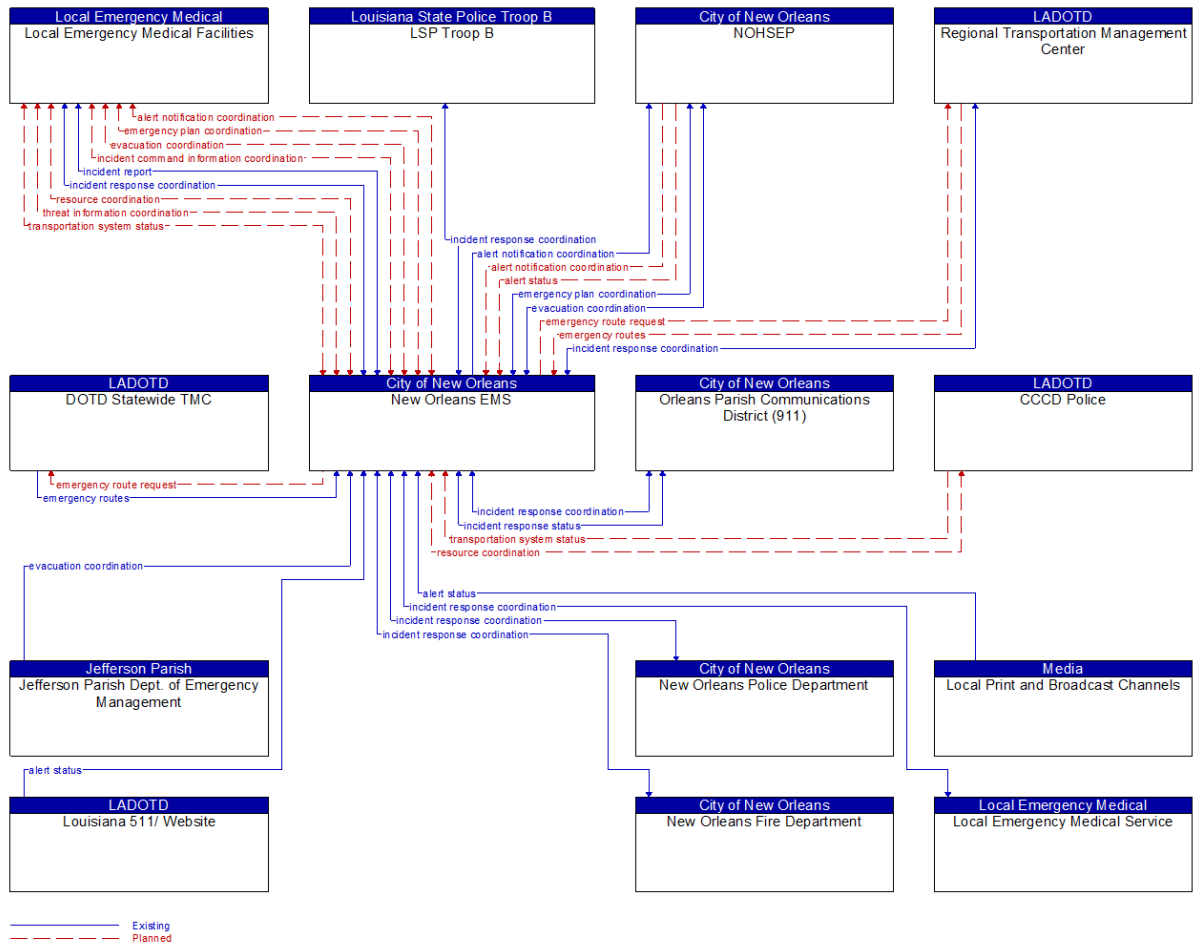 Local Emergency Medical
Local Emergency Medical Facilities
Louisiana State Police Troop B
LSP Troop B
City of New Orleans
NOHSEP
LADOTD
Regional Transportation Management
Center
alert notification coordination
emergency plan coordination
evacuation coordination
incident command information coordination
incident report
incident response coordination
resource coordination
threat information coordination
transportation system status
incident response coordination
alert notification coordination
alert notification coordination
alert status
emergency plan coordination
evacuation coordination
emergency route request
emergency routes
incident response coordination
LADOTD
DOTD Statewide TMC
City of New Orleans
New Orleans EMS
City of New Orleans
Orleans Parish Communications
District (911)
LADOTD
CCCD Police
emergency route request
emergency routes
incident response coordination
incident response status
transportation system status
resource coordination
evacuation coordination
alert status
incident response coordination
incident response coordination
incident response coordination
Jefferson Parish
Jefferson Parish Dept. of Emergency
Management
City of New Orleans
New Orleans Police Department
Media
Local Print and Broadcast Channels
alert status
LADOTD
Louisiana 511/ Website
City of New Orleans
New Orleans Fire Department
Local Emergency Medical
Local Emergency Medical Service
Existing
Planned